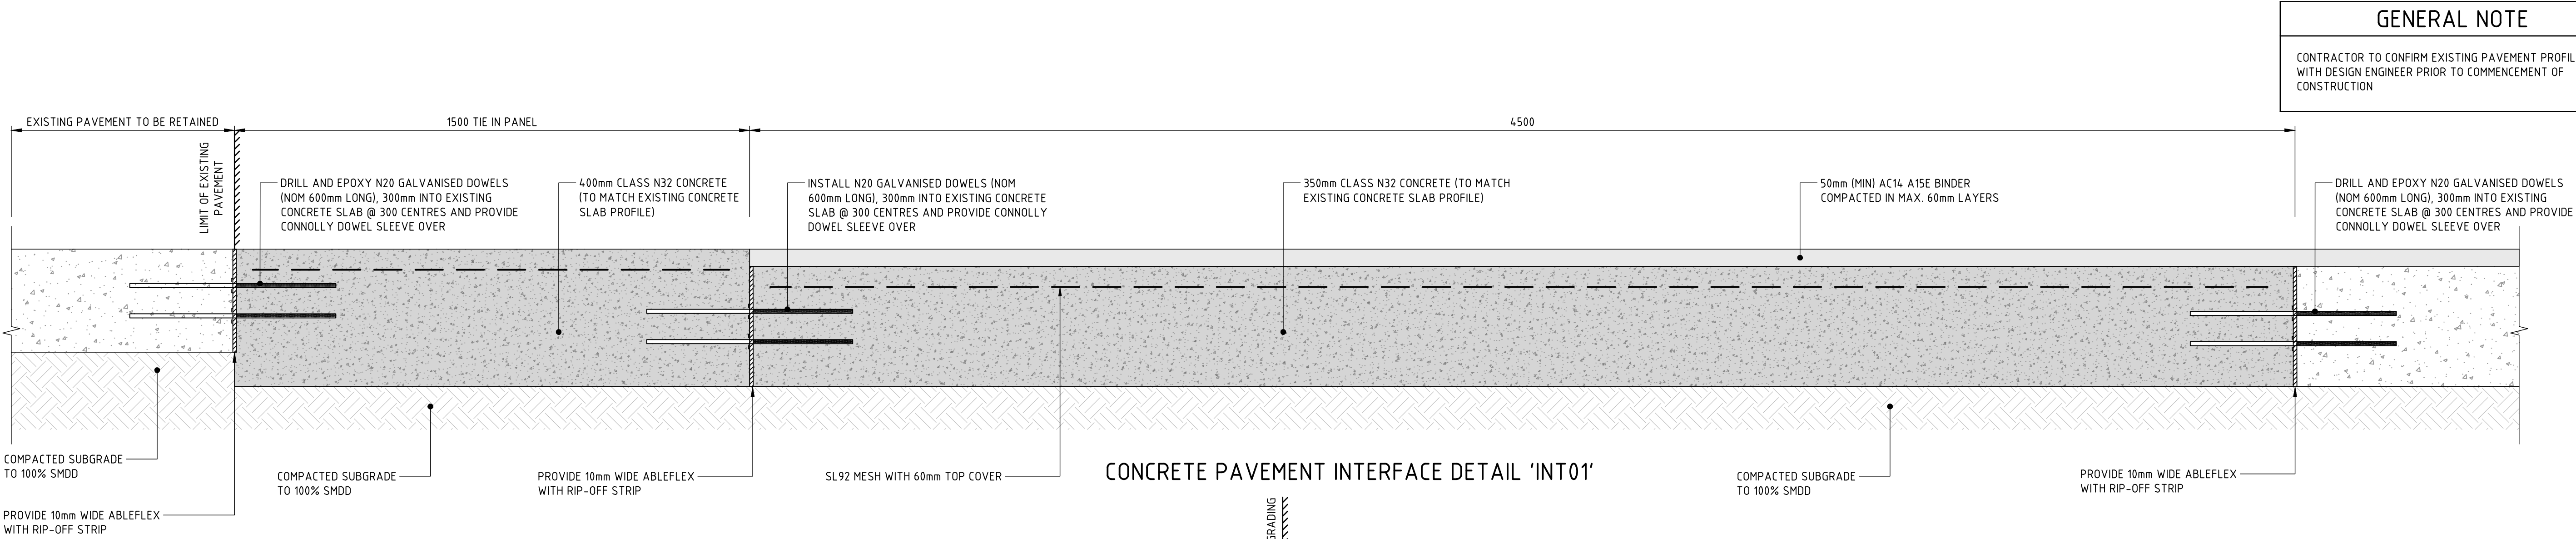 GENERAL NOTE
CONTRACTOR TO CONFIRM EXISTING PAVEMENT PROFIL
WITH DESIGN ENGINEER PRIOR TO COMMENCEMENT OF
CONSTRUCTION
EXISTING PAVEMENT TO BE RETAINED
1500 TIE IN PANEL
4500
LIMIT OF EXISTING
PAVEMENT
DRILL AND EPOXY N20 GALVANISED DOWELS
(NOM 600mm LONG), 300mm INTO EXISTING
CONCRETE SLAB @ 300 CENTRES AND PROVIDE
CONNOLLY DOWEL SLEEVE OVER
400mm CLASS N32 CONCRETE
(TO MATCH EXISTING CONCRETE
SLAB PROFILE)
INSTALL N20 GALVANISED DOWELS (NOM
600mm LONG), 300mm INTO EXISTING CONCRETE
SLAB @ 300 CENTRES AND PROVIDE CONNOLLY
DOWEL SLEEVE OVER
350mm CLASS N32 CONCRETE (TO MATCH
EXISTING CONCRETE SLAB PROFILE)
50mm (MIN) AC14 A15E BINDER
COMPACTED IN MAX. 60mm LAYERS
DRILL AND EPOXY N20 GALVANISED DOWELS
(NOM 600mm LONG), 300mm INTO EXISTING
CONCRETE SLAB @ 300 CENTRES AND PROVIDE
CONNOLLY DOWEL SLEEVE OVER
COMPACTED SUBGRADE
TO 100% SMDD
PROVIDE 10mm WIDE ABLEFLEX
WITH RIP-OFF STRIP
COMPACTED SUBGRADE
TO 100% SMDD
PROVIDE 10mm WIDE ABLEFLEX
WITH RIP-OFF STRIP
SL92 MESH WITH 60mm TOP COVER
CONCRETE PAVEMENT INTERFACE DETAIL 'INT01'
COMPACTED SUBGRADE
TO 100% SMDD
PROVIDE 10mm WIDE ABLEFLEX
WITH RIP-OFF STRIP
GRADING